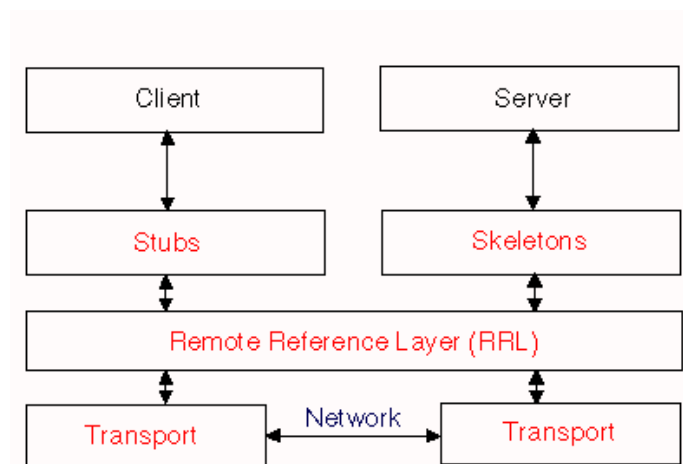 Client
Server
Stubs
Skeletons
Remote Reference Layer (RRL)
Network
Transport
Transport